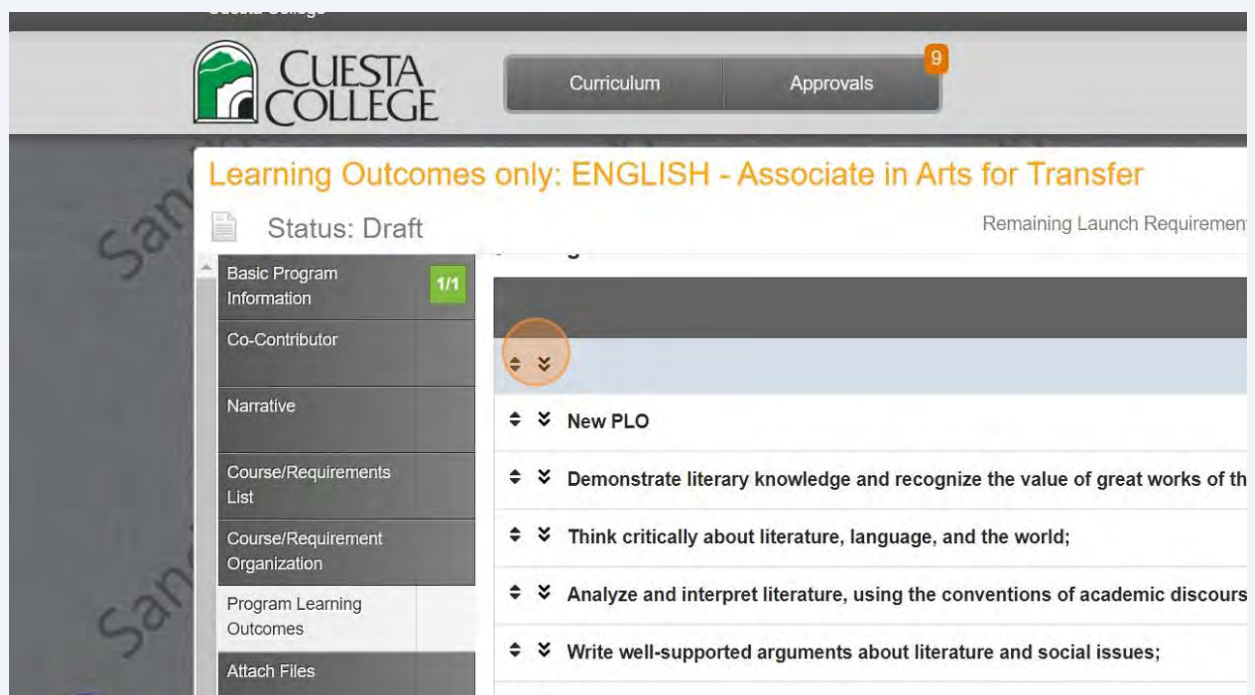 Cuesta College
CUESTA
COLLEGE
Curriculum
Approvals
9
Learning Outcomes only: ENGLISH - Associate in Arts for Transfer
Status: Draft
Remaining Launch
Basic Program
Information
1/1
Co-Contributor
Narrative
Course/Requirements
List
Course/Requirement
Organization
Program Learning
Outcomes
Attach Files
New PLO
Demonstrate literary knowledge and recognize the value of great works of
Think critically about literature, language, and the world;
Analyze and interpret literature, using the conventions of academic
Write well-supported arguments about literature and social issues;